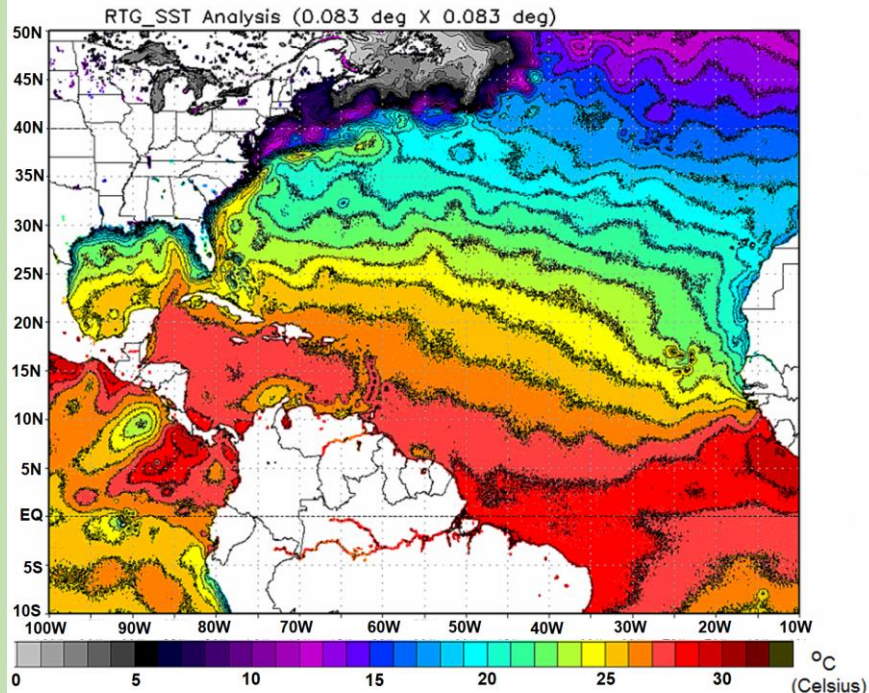 RTG_SST Analysis (0.083 deg X 0.083 deg)
50N
45N
40N
35N
30N
25N
20N
15N
10N
5N
EQ
5S
10S
100W 90W 80W 70W 60W 50W 40W 30W 20W 10W
0 5 10 15 20 25 30 °C
(Celsius)